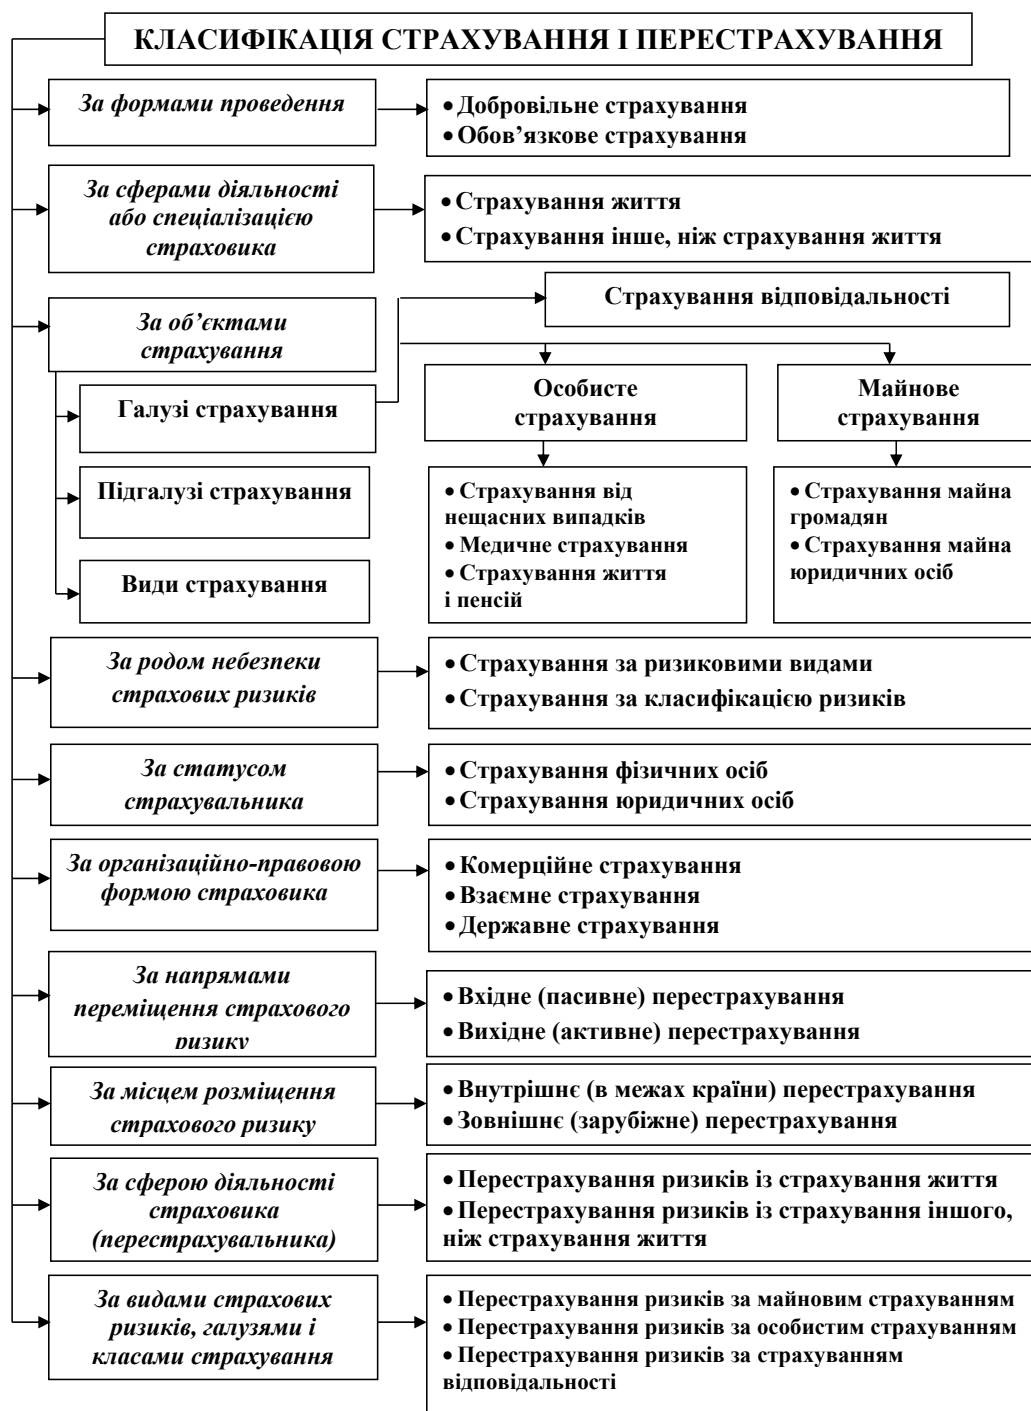 КЛАСИФІКАЦІЯ СТРАХУВАННЯ І ПЕРЕСТРАХУВАННЯ
За формами проведення
• Добровільне страхування
• Обов’язкове страхування
За сферами діяльності
або спеціалізацією
страховика
• Страхування життя
• Страхування інше, ніж страхування життя
Страхування відповідальності
За об’єктами
страхування
Галузі страхування
Особисте
страхування
Майнове
страхування
Підгалузі страхування
• Страхування від
нещасних випадків
• Медичне страхування
• Страхування життя
і пенсій
• Страхування майна
громадян
• Страхування майна
юридичних осіб
Види страхування
За родом небезпеки
страхових ризиків
• Страхування за ризиковими видами
• Страхування за класифікацією ризиків
За статусом
страхувальника
• Страхування фізичних осіб
• Страхування юридичних осіб
За організаційно-правовою
формою страховика
• Комерційне страхування
• Взаємне страхування
• Державне страхування
За напрямами
переміщення страхового
ризику
• Вхідне (пасивне) перестрахування
• Вихідне (активне) перестрахування
За місцем розміщення
страхового ризику
• Внутрішнє (в межах країни) перестрахування
• Зовнішнє (зарубіжне) перестрахування
За сферою діяльності
страховика
(перестрахувальника)
• Перестрахування ризиків із страхування життя
• Перестрахування ризиків із страхування іншого,
ніж страхування життя
За видами страхових
ризиків, галузями і
класами страхування
• Перестрахування ризиків за майновим страхуванням
• Перестрахування ризиків за особистим страхуванням
• Перестрахування ризиків за страхуванням
відповідальності